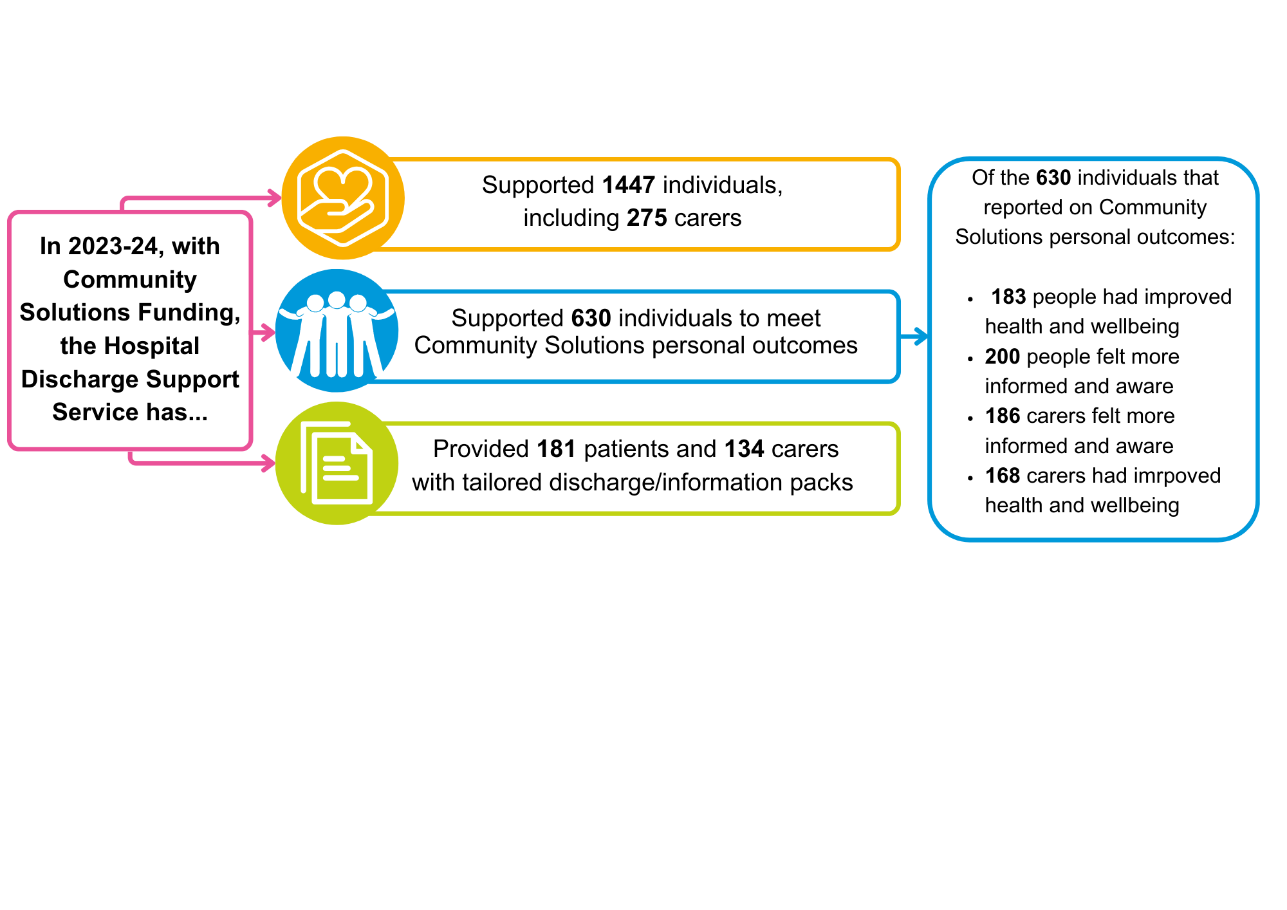 In 2023-24, with
Community
Solutions Funding,
the Hospital
Discharge Support
Service has...
Supported 1447 individuals,
including 275 carers
Supported 630 individuals to meet
Community Solutions personal outcomes
Provided 181 patients and 134 carers
with tailored discharge/information packs
Of the 630 individuals that
reported on Community
Solutions personal outcomes:
• 183 people had improved
health and wellbeing
• 200 people felt more
informed and aware
• 186 carers felt more
informed and aware
• 168 carers had imrpoved
health and wellbeing